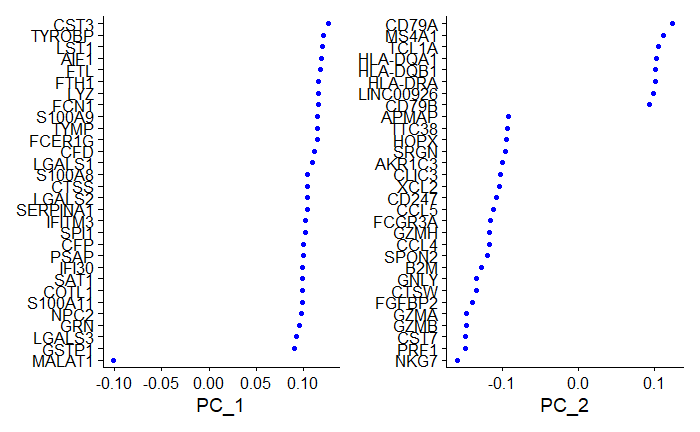 CST3
TYROBP
LST1
AIF1
FTL
FTH1
LYZ
FCN1
S100A9
TYMP
FCER1G
CFD
LGALS1
S100A8
CTSS
LGALS2
SERPINA1
IFITM3
SPI1
CFP
PSAP
IFI30
SAT1
COTL1
S100A11
NPC2
GRN
LGALS3
GSTP1
MALAT1
-0.10
-0.05
0.00
0.05
0.10
PC_1
CD79A
MS4A1
TCL1A
HLA-DQA1
HLA-DQB1
HLA-DRA
LINC00926
CD79B
APMAP
TTC38
HOPX
SRGN
AKR1C3
CLIC3
XCL2
CD247
CCL5
FCGR3A
GZMH
CCL4
SPON2
B2M
GNLY
CTSW
FGFBP2
GZMA
GZMB
CST7
PRF1
NKG7
-0.1
0.0
0.1
PC_2